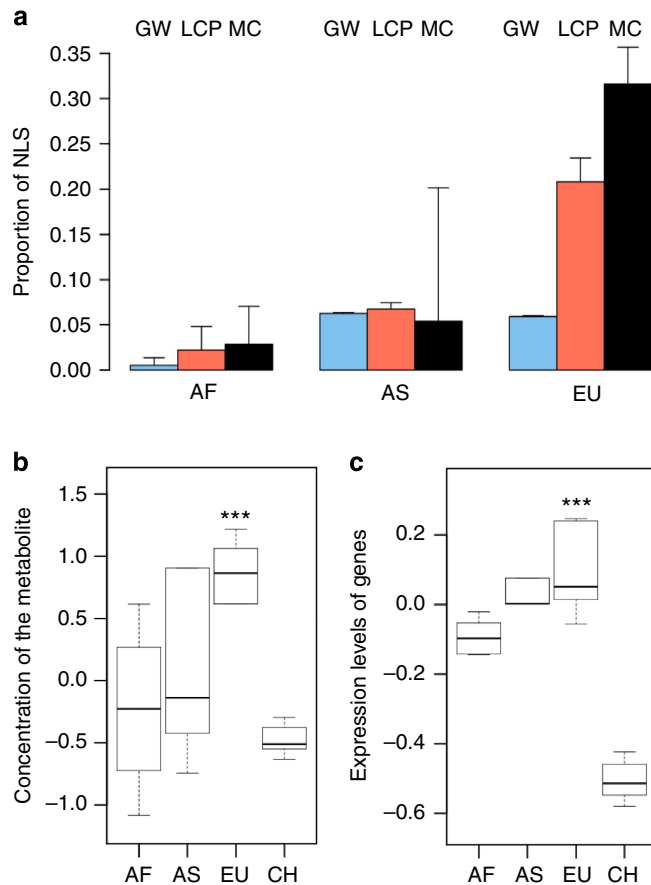 a
GW LCP MC GW LCP MC GW LCP MC
Proportion of NLS
0.35
0.30
0.25
0.20
0.15
0.10
0.05
0.00
AF AS EU
b
Concentration of the metabolite
1.5
1.0
0.5
0.0
−0.5
−1.0
***
AF AS EU CH
c
Expression levels of genes
0.2
0.0
−0.2
−0.4
−0.6
***
AF AS EU CH